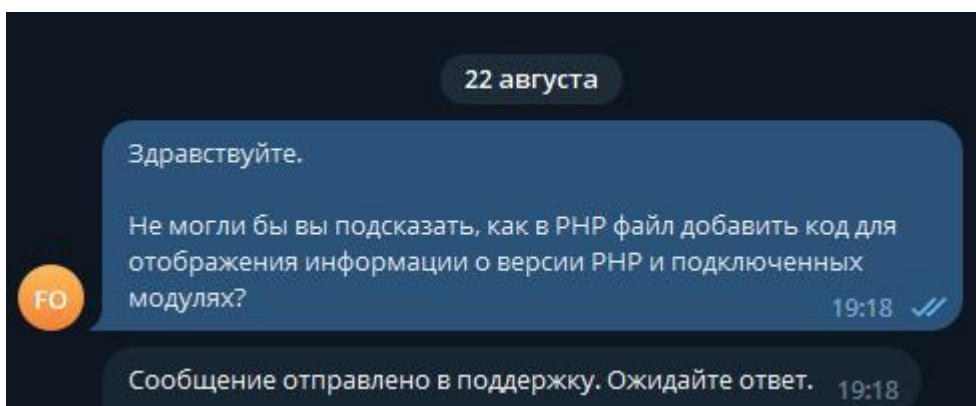 22 августа
Здравствуйте.
Не могли бы вы подсказать, как в PHP файл добавить код для
отображения информации о версии PHP и подключенных
модулях?
19:18
FO
Сообщение отправлено в поддержку. Ожидайте ответ.
19:18